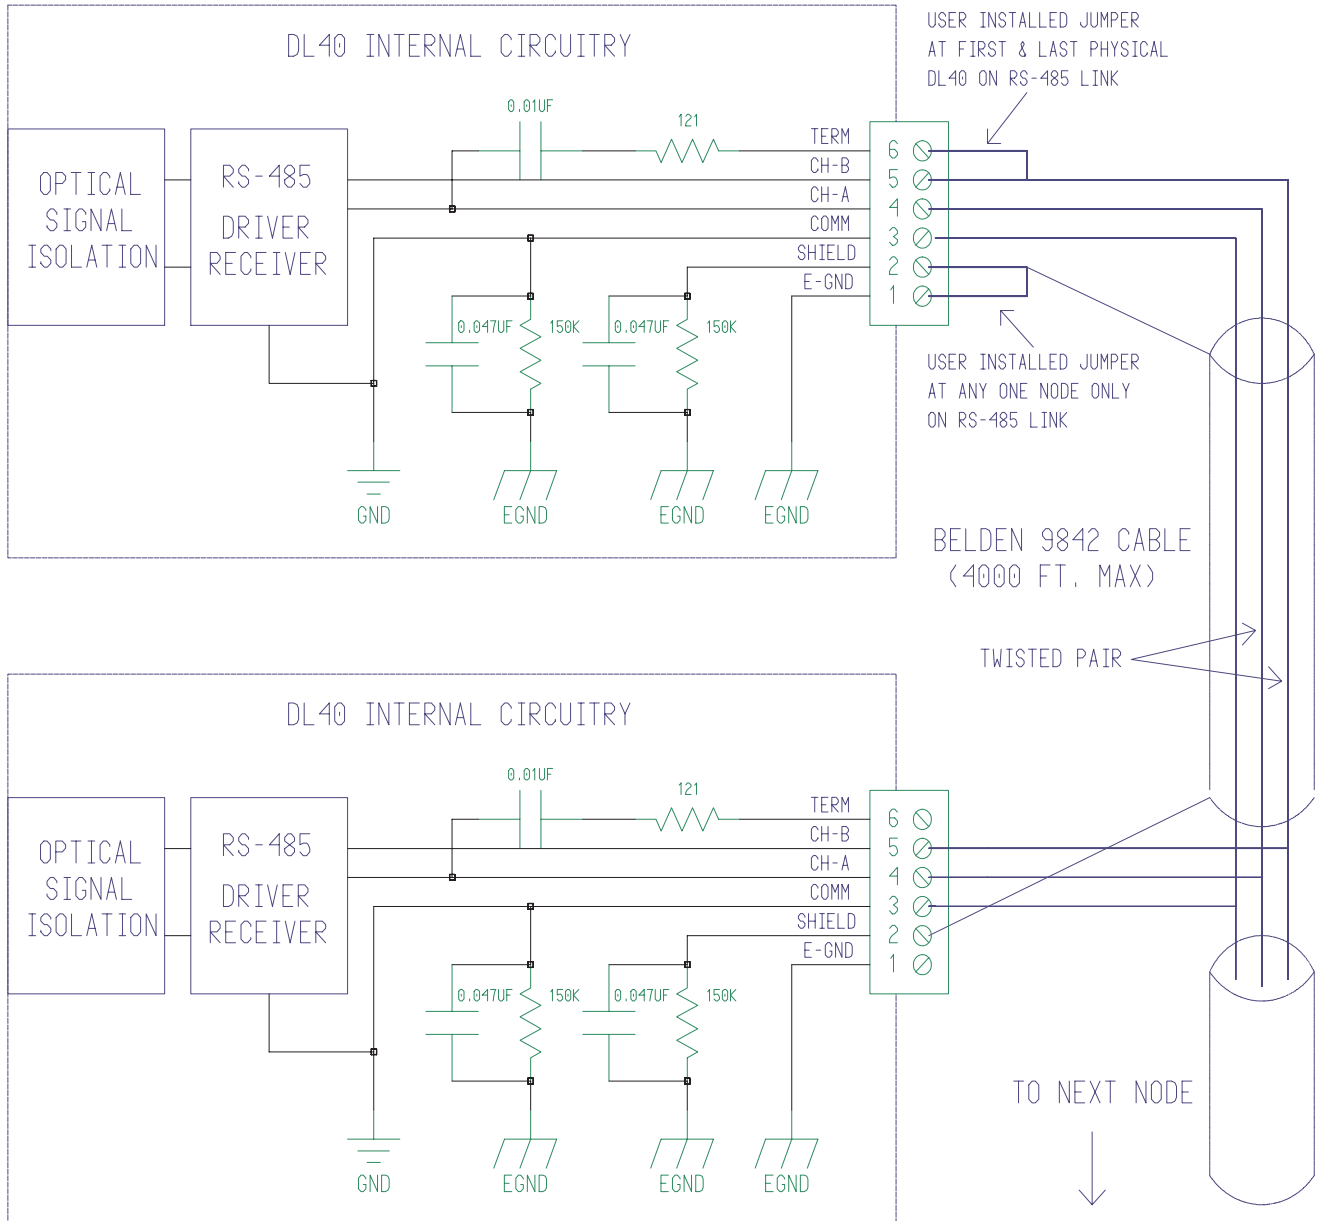 DL40 INTERNAL CIRCUITRY
USER INSTALLED JUMPER
AT FIRST & LAST PHYSICAL
DL40 ON RS-485 LINK
0.01UF
121
OPTICAL
SIGNAL
ISOLATION
RS-485
DRIVER
RECEIVER
TERM
CH-B
CH-A
COMM
SHIELD
E-GND
6
5
4
3
2
1
0.047UF
150K
0.047UF
150K
USER INSTALLED JUMPER
AT ANY ONE NODE ONLY
ON RS-485 LINK
GND
EGND
EGND
EGND
BELDEN 9842 CABLE
(4000 FT. MAX)
TWISTED PAIR
DL40 INTERNAL CIRCUITRY
0.01UF
121
OPTICAL
SIGNAL
ISOLATION
RS-485
DRIVER
RECEIVER
TERM
CH-B
CH-A
COMM
SHIELD
E-GND
6
5
4
3
2
1
0.047UF
150K
0.047UF
150K
GND
EGND
EGND
EGND
TO NEXT NODE